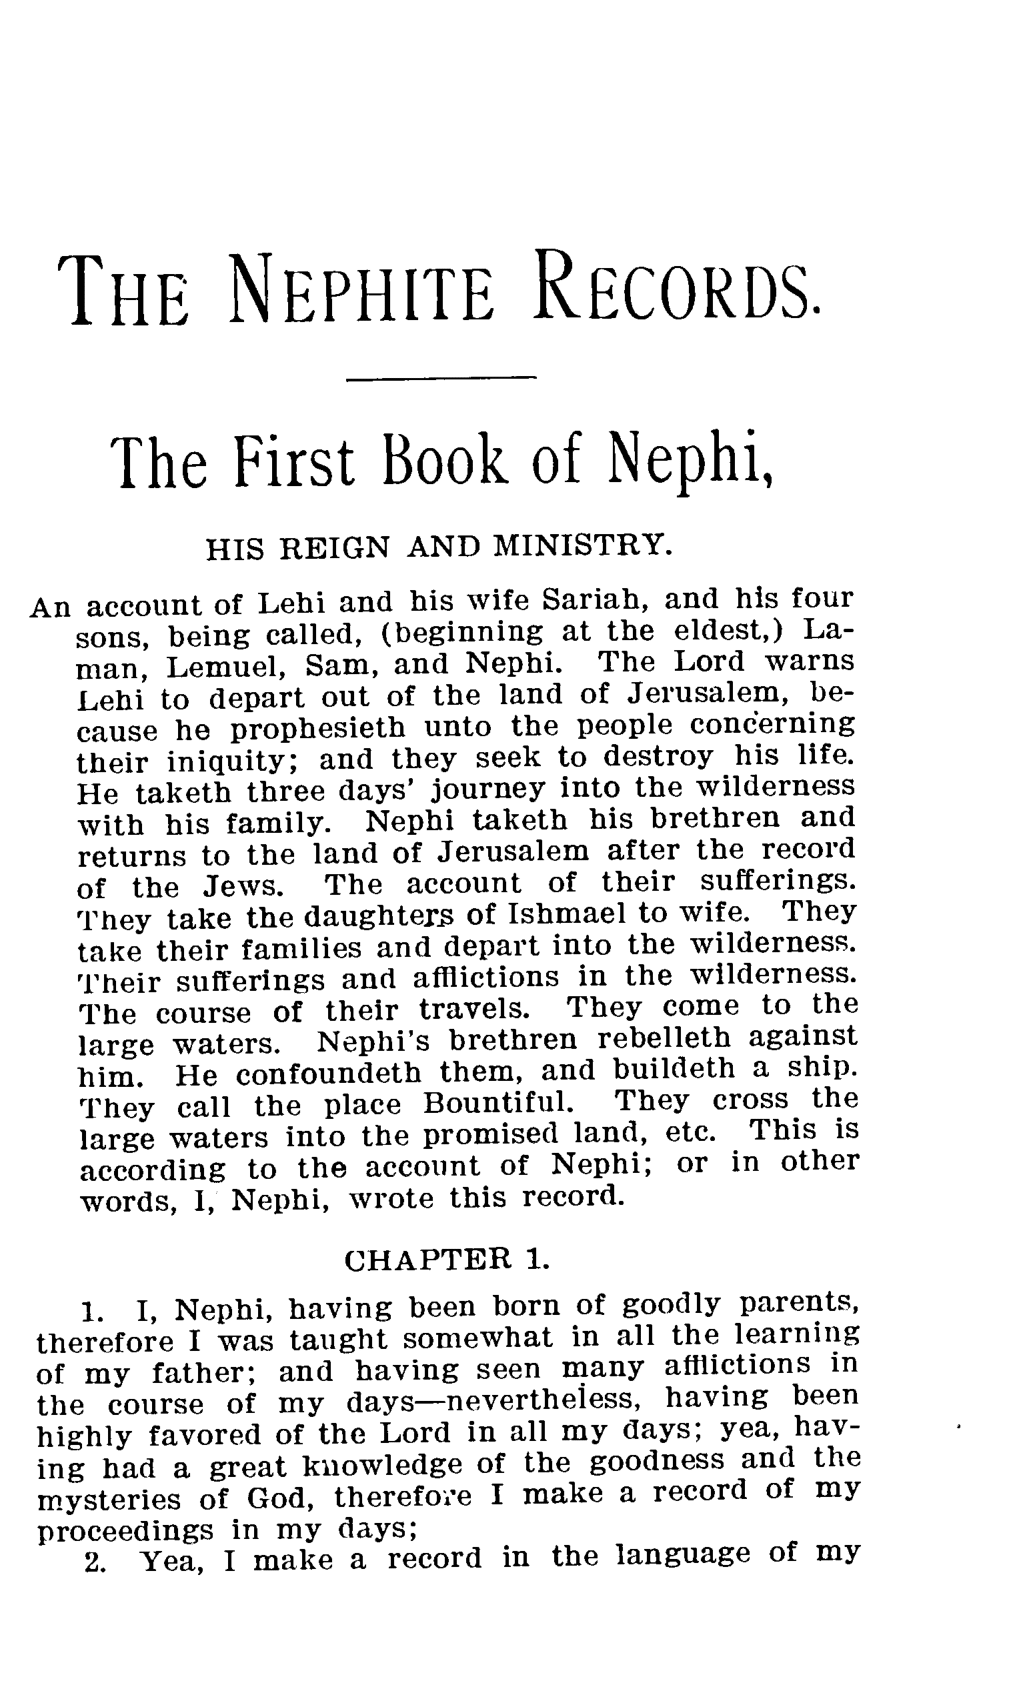 THE NEPHITE RECORDS.
The First Book of Nephi,
HIS REIGN AND MINISTRY.
An account of Lehi and his wife Sariah, and his four
sons, being called, (beginning at the eldest,) La-
man, Lemuel, Sam, and Nephi. The Lord warns
Lehi to depart out of the land of Jerusalem, be-
cause he prophesieth unto the people concerning
their iniquity; and they seek to destroy his life.
He taketh three days' journey into the wilderness
with his family. Nephi taketh his brethren and
returns to the land of Jerusalem after the record
of the Jews. The account of their sufferings.
They take the daughters of Ishmael to wife. They
take their families and depart into the wilderness.
Their sufferings and afflictions in the wilderness.
The course of their travels. They come to the
large waters. Nephi's brethren rebelleth against
him. He confoundeth them, and buildeth a ship.
They call the place Bountiful. They cross the
large waters into the promised land, etc. This is
according to the account of Nephi; or in other
words, I, Nephi, wrote this record.
CHAPTER 1.
1. I, Nephi, having been born of goodly parents,
therefore I was taught somewhat in all the learning
of my father; and having seen many afflictions in
the course of my days—nevertheless, having been
highly favored of the Lord in all my days; yea, hav-
ing had a great knowledge of the goodness and the
mysteries of God, therefore I make a record of my
proceedings in my days;
2. Yea, I make a record in the language of my